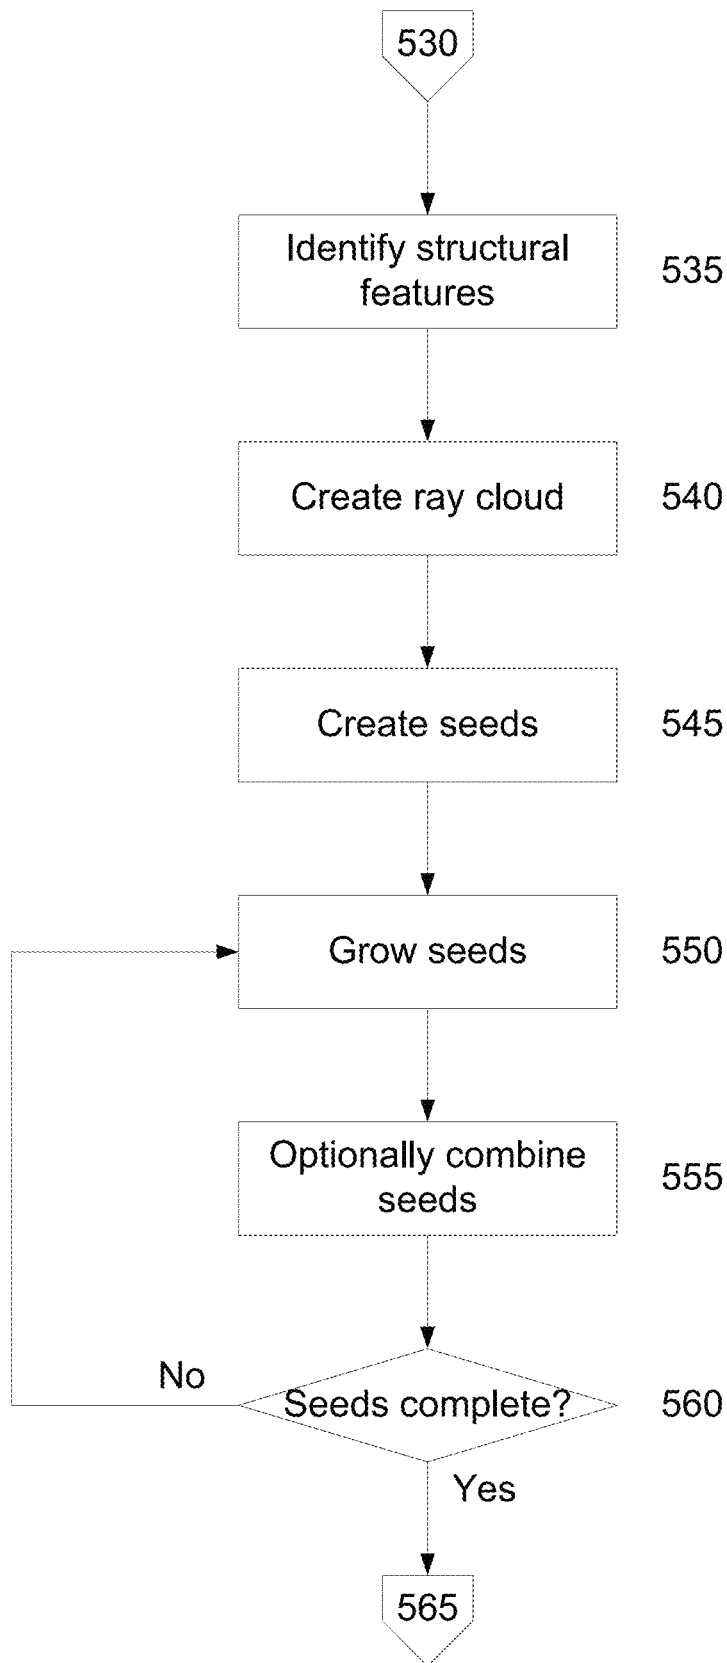 530
Identify structural
features
535
Create ray cloud
540
Create seeds
545
Grow seeds
550
Optionally combine
seeds
555
No
Seeds complete?
560
Yes
565